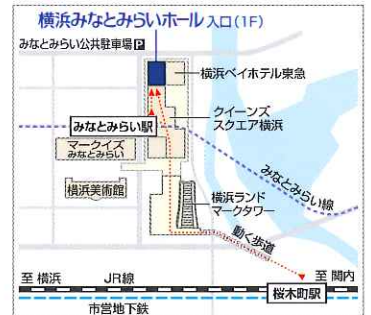 横浜みなとみらいホール入口(1F)
みなとみらい公共駐車場 P
横浜ベイホテル東急
クイーンズ
スクエア横浜
みなとみらい駅
マークイズ
みなとみらい
みなとみらい線
横浜美術館
横浜ランド
マークタワー
動く歩道
至 横浜
JR線
至 関内
桜木町駅
市営地下鉄